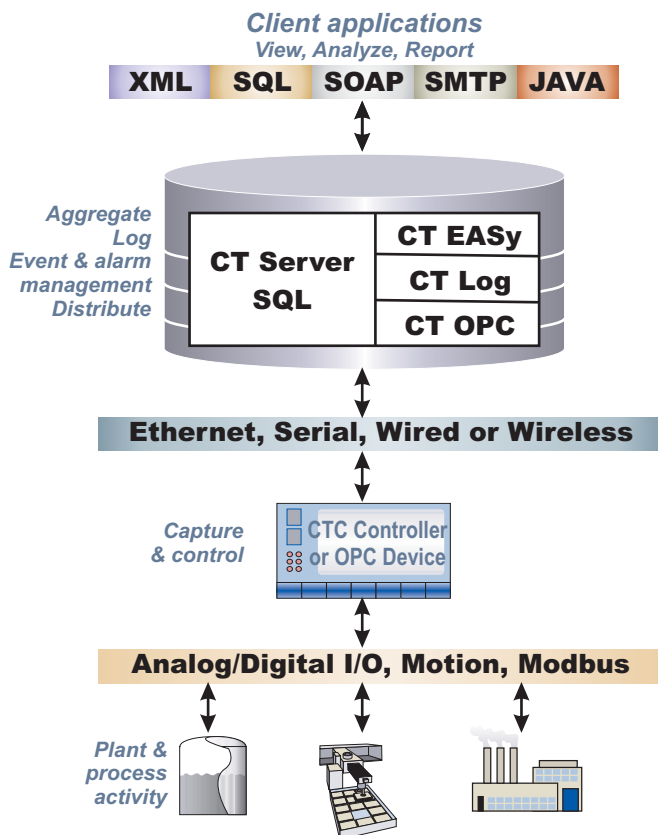 Client applications
View, Analyze, Report
XML SQL SOAP SMTP JAVA
Aggregate
Log
Event & alarm
management
Distribute
CT Server
SQL
CT EASy
CT Log
CT OPC
Ethernet, Serial, Wired or Wireless
Capture
& control
CTC Controller
or OPC Device
Analog/Digital I/O, Motion, Modbus
Plant &
process
activity